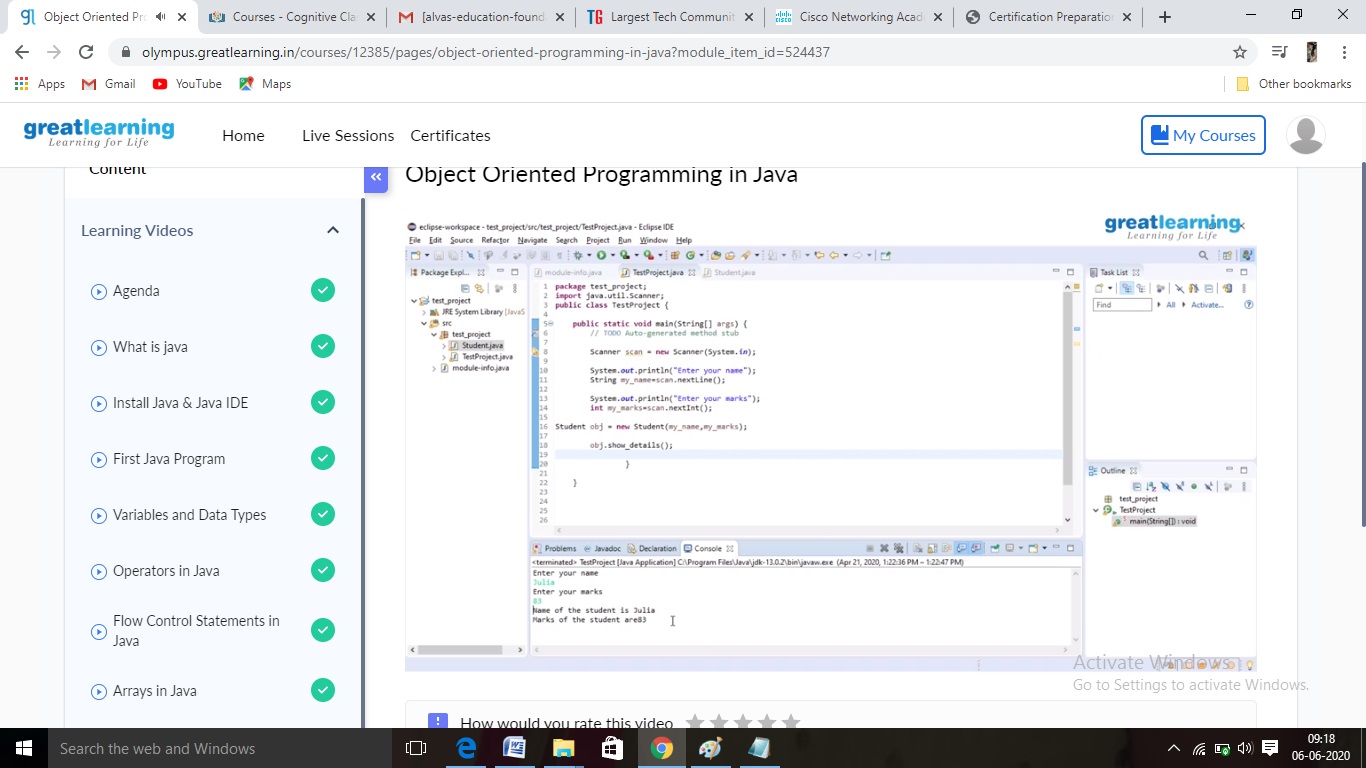 Object Oriented Pr
Courses - Cognitive Cla
[alvas-education-found
Largest Tech Communit
Cisco Networking Acade
Certification Preparation
olympus.greatlearning.in/courses/12385/pages/object-oriented-programming-in-java?module_item_id=524437
Apps
Gmail
YouTube
Maps
Other bookmarks
greatlearning
Learning for Life
Home
Live Sessions
Certificates
My Courses
Content
Learning Videos
Agenda
What is java
Install Java & Java IDE
First Java Program
Variables and Data Types
Operators in Java
Flow Control Statements in
Java
Arrays in Java
Object Oriented Programming in Java
eclipse-workspace - test_project/src/test_project/TestProject.java - Eclipse IDE
greatlearning
Learning for Life
File Edit Source Refactor Navigate Search Project Run Window Help
Package Expl...
test_project
JRE System Library [JavaS
src
test_project
Student.java
TestProject.java
module-info.java
module-info.java
TestProject.java
Student.java
1 package test_project;
2 import java.util.Scanner;
3 public class TestProject {
4
5 public static void main(String[] args) {
6 // TODO Auto-generated method stub
7
8 Scanner scan = new Scanner(System.in);
9
10 System.out.println("Enter your name");
11 String my_name=scan.nextLine();
12
13 System.out.println("Enter your marks");
14 int my_marks=scan.nextInt();
15
16 Student obj = new Student(my_name,my_marks);
17
18 obj.show_details();
19
20 }
21
22 }
23
24
25
26
Task List
Find
All
Activate...
Outline
test_project
TestProject
main(String[]) : void
Problems
Javadoc
Declaration
Console
<terminated> TestProject [Java Application] C:\Program Files\Java\jdk-13.0.2\bin\javaw.exe (Apr 21, 2020, 1:22:36 PM – 1:22:47 PM)
Enter your name
Julia
Enter your marks
83
Name of the student is Julia
Marks of the student are83
Activate Windows
Go to Settings to activate Windows.
How would you rate this video
Search the web and Windows
09:18
06-06-2020